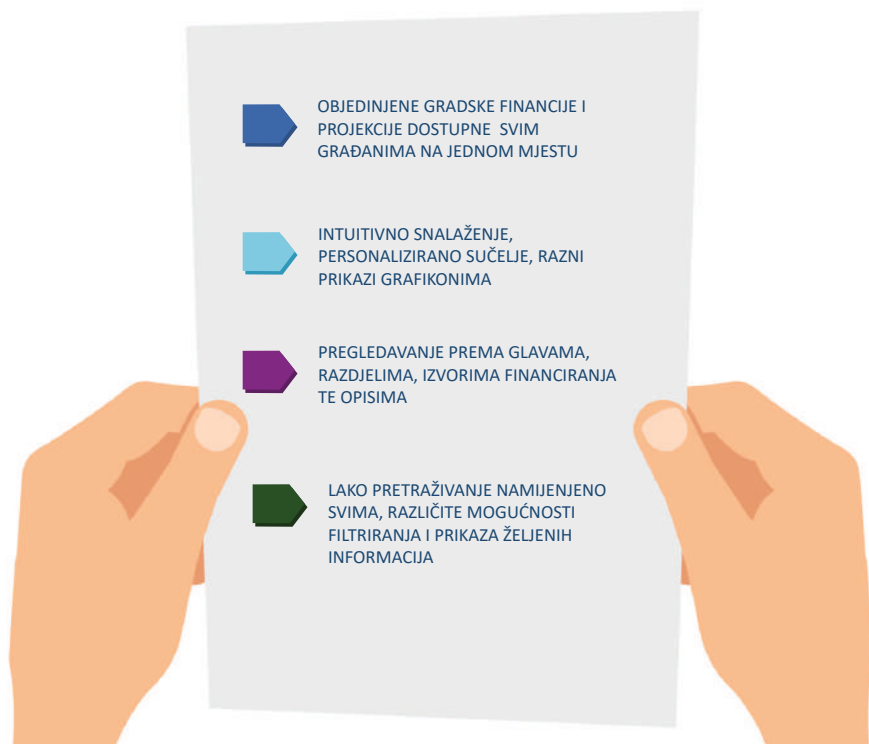 OBJEDINJENE GRADSKE FINANCIJE I
PROJEKCIJE DOSTUPNE SVIM
GRAĐANIMA NA JEDNOM MJESTU
INTUITIVNO SNALAŽENJE,
PERSONALIZIRANO SUČELJE, RAZNI
PRIKAZI GRAFIKONIMA
PREGLEDAVANJE PREMA GLAVAMA,
RAZDJELIMA, IZVORIMA FINANCIRANJA
TE OPISIMA
LAKO PRETRAŽIVANJE NAMIJENJENO
SVIMA, RAZLIČITE MOGUĆNOSTI
FILTRIRANJA I PRIKAZA ŽELJENIH
INFORMACIJA